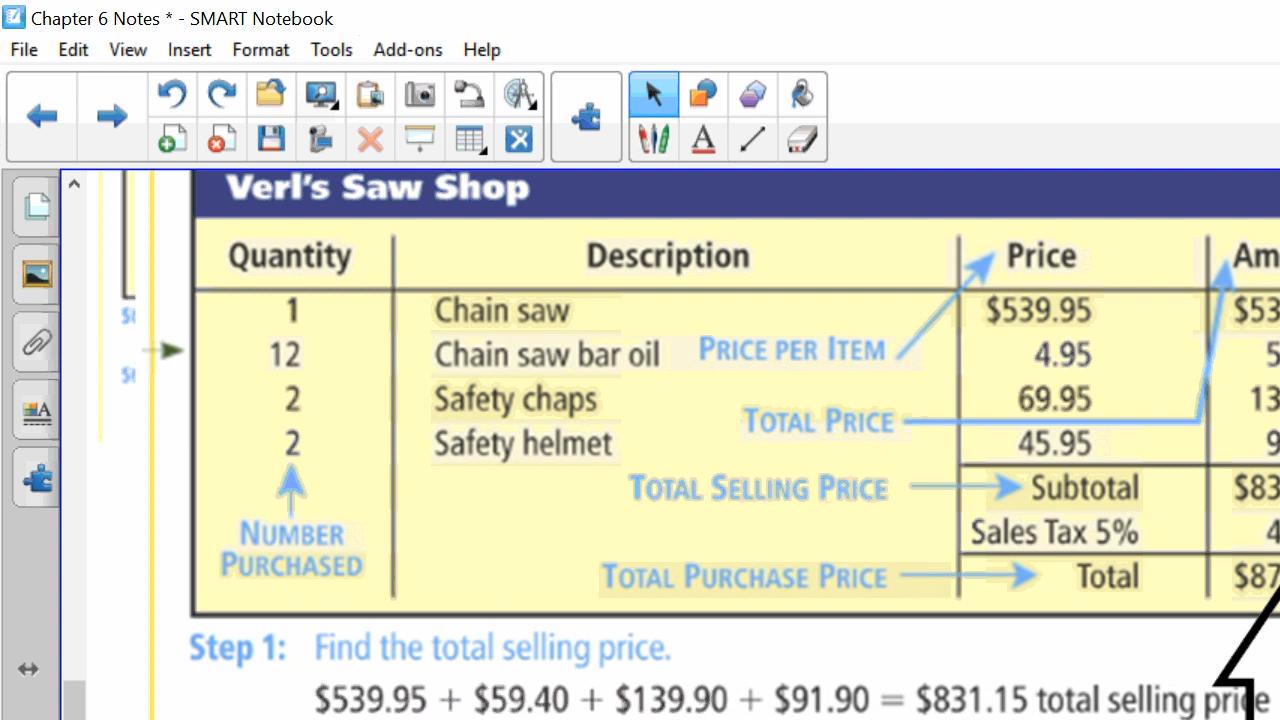 Chapter 6 Notes * - SMART Notebook
File Edit View Insert Format Tools Add-ons Help
Verl's Saw Shop
Quantity Description Price
1 Chain saw $539.95
12 Chain saw bar oil PRICE PER ITEM 4.95
2 Safety chaps 69.95
TOTAL PRICE
2 Safety helmet 45.95
TOTAL SELLING PRICE Subtotal
NUMBER PURCHASED
Sales Tax 5%
TOTAL PURCHASE PRICE Total
Step 1: Find the total selling price.
$539.95 + $59.40 + $139.90 + $91.90 = $831.15 total selling price